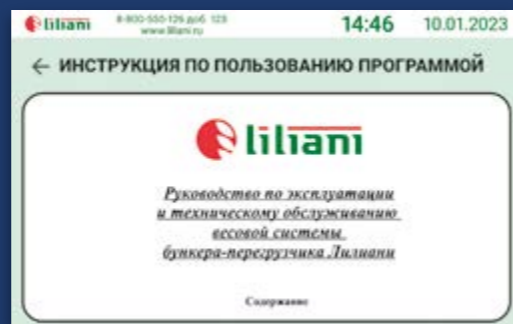 liliani 8-800-550-126 доб. 123 14:46 10.01.2023
www.liliani.ru
← ИНСТРУКЦИЯ ПО ПОЛЬЗОВАНИЮ ПРОГРАММОЙ
liliani
Руководство по эксплуатации
и техническому обслуживанию
весовой системы
бункера-перегрузчика Лилиани
Содержание